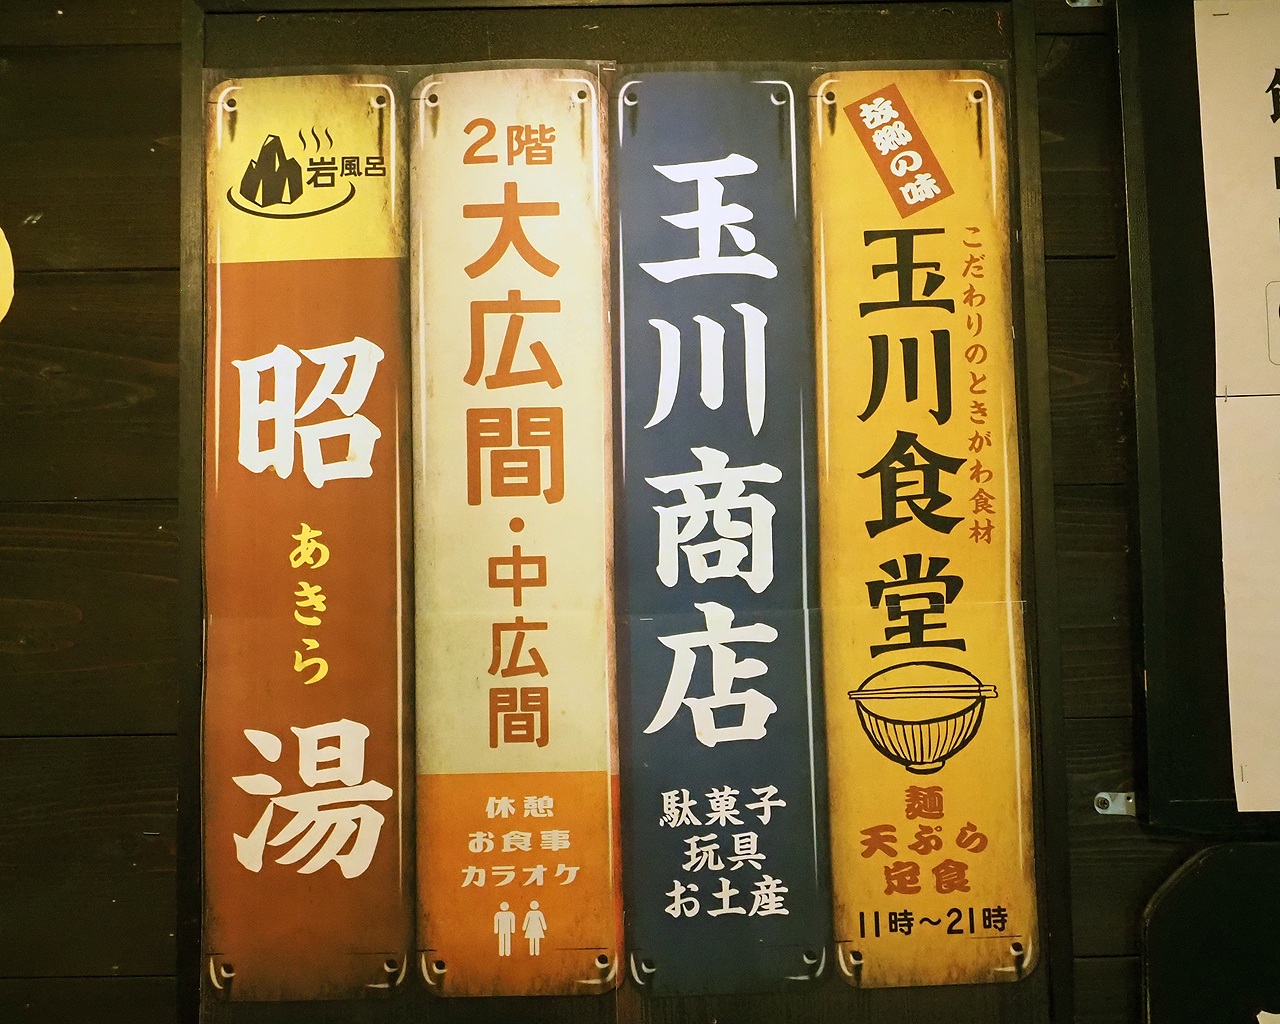 岩風呂
昭
あきら
湯
2階
大広間・中広間
休憩
お食事
カラオケ
玉川商店
駄菓子
玩具
お土産
故郷の味
こだわりのときがわ食材
玉川食堂
麺
天ぷら
定食
11時～21時